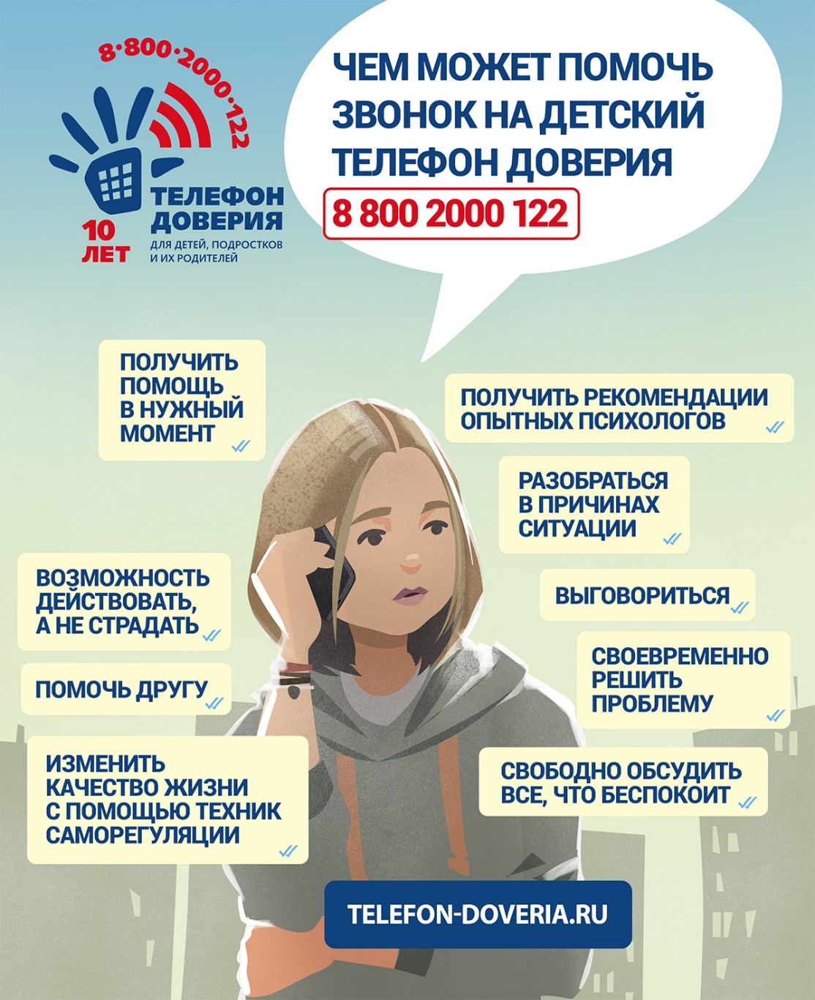 8·800·2000·122
ТЕЛЕФОН
ДОВЕРИЯ
10
ЛЕТ
ДЛЯ ДЕТЕЙ, ПОДРОСТКОВ
И ИХ РОДИТЕЛЕЙ
ЧЕМ МОЖЕТ ПОМОЧЬ
ЗВОНОК НА ДЕТСКИЙ
ТЕЛЕФОН ДОВЕРИЯ
8 800 2000 122
ПОЛУЧИТЬ
ПОМОЩЬ
В НУЖНЫЙ
МОМЕНТ
ПОЛУЧИТЬ РЕКОМЕНДАЦИИ
ОПЫТНЫХ ПСИХОЛОГОВ
РАЗОБРАТЬСЯ
В ПРИЧИНАХ
СИТУАЦИИ
ВОЗМОЖНОСТЬ
ДЕЙСТВОВАТЬ,
А НЕ СТРАДАТЬ
ВЫГОВОРИТЬСЯ
СВОЕВРЕМЕННО
РЕШИТЬ
ПРОБЛЕМУ
ПОМОЧЬ ДРУГУ
ИЗМЕНИТЬ
КАЧЕСТВО ЖИЗНИ
С ПОМОЩЬЮ ТЕХНИК
САМОРЕГУЛЯЦИИ
СВОБОДНО ОБСУДИТЬ
ВСЕ, ЧТО БЕСПОКОИТ
TELEFON-DOVERIA.RU